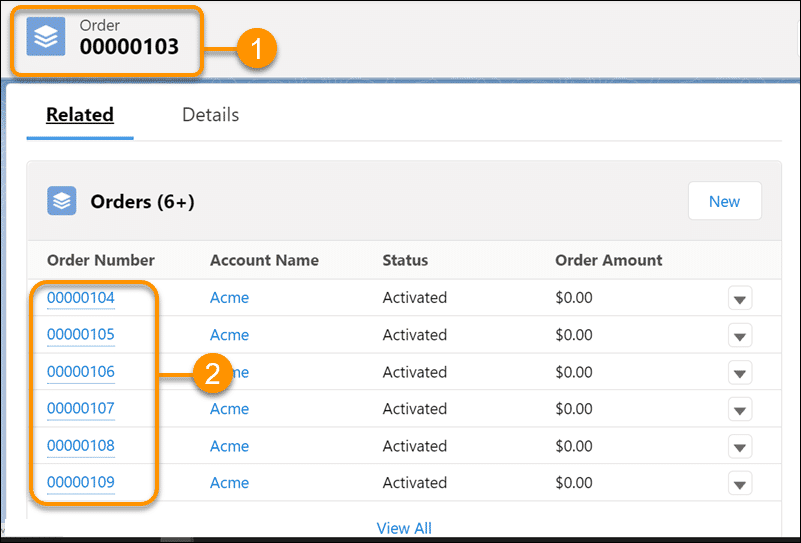 Order
00000103
1
Related Details
Orders (6+)
New
Order Number Account Name Status Order Amount
00000104 Acme Activated $0.00
00000105 Acme Activated $0.00
00000106 me Activated $0.00
00000107 Acme Activated $0.00
00000108 Acme Activated $0.00
00000109 Acme Activated $0.00
2
View All